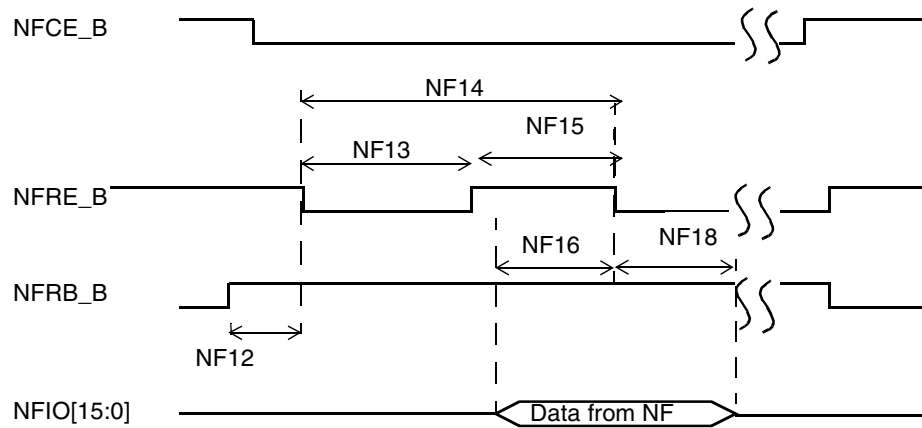 NFCE_B
NF14
NF15
NF13
NFRE_B
NF16
NF18
NFRB_B
NF12
NFIO[15:0]
Data from NF